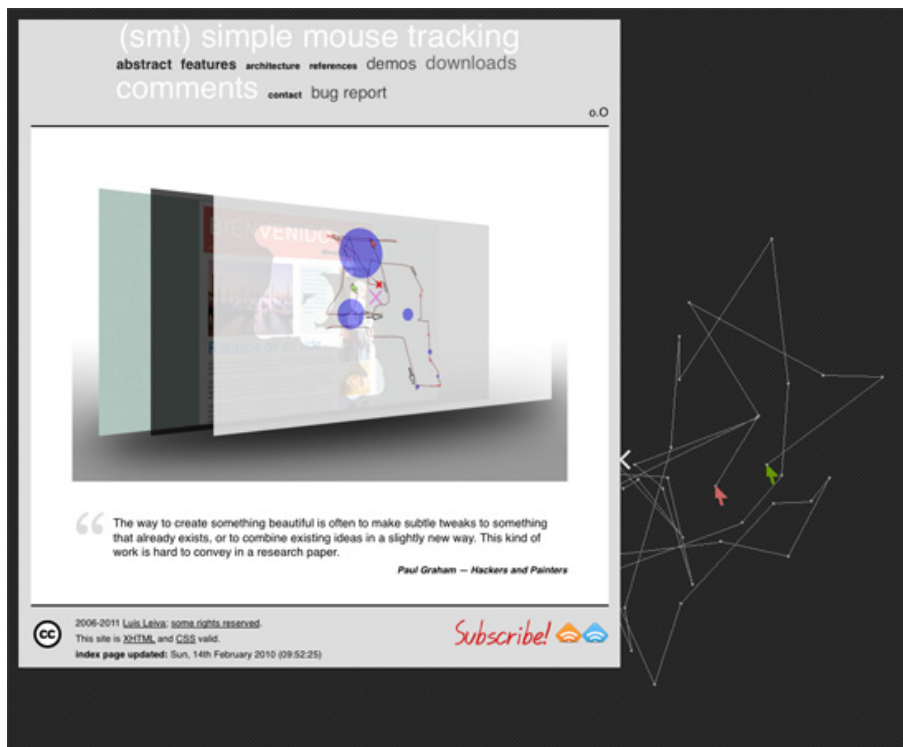 (smt) simple mouse tracking
abstract features architecture references demos downloads
comments contact bug report
o.O
BIENVENIDO
“ The way to create something beautiful is often to make subtle tweaks to something
that already exists, or to combine existing ideas in a slightly new way. This kind of
work is hard to convey in a research paper.
Paul Graham — Hackers and Painters
cc
2006-2011 Luis Leiva; some rights reserved.
This site is XHTML and CSS valid.
index page updated: Sun, 14th February 2010 (09:52:25)
Subscribe!